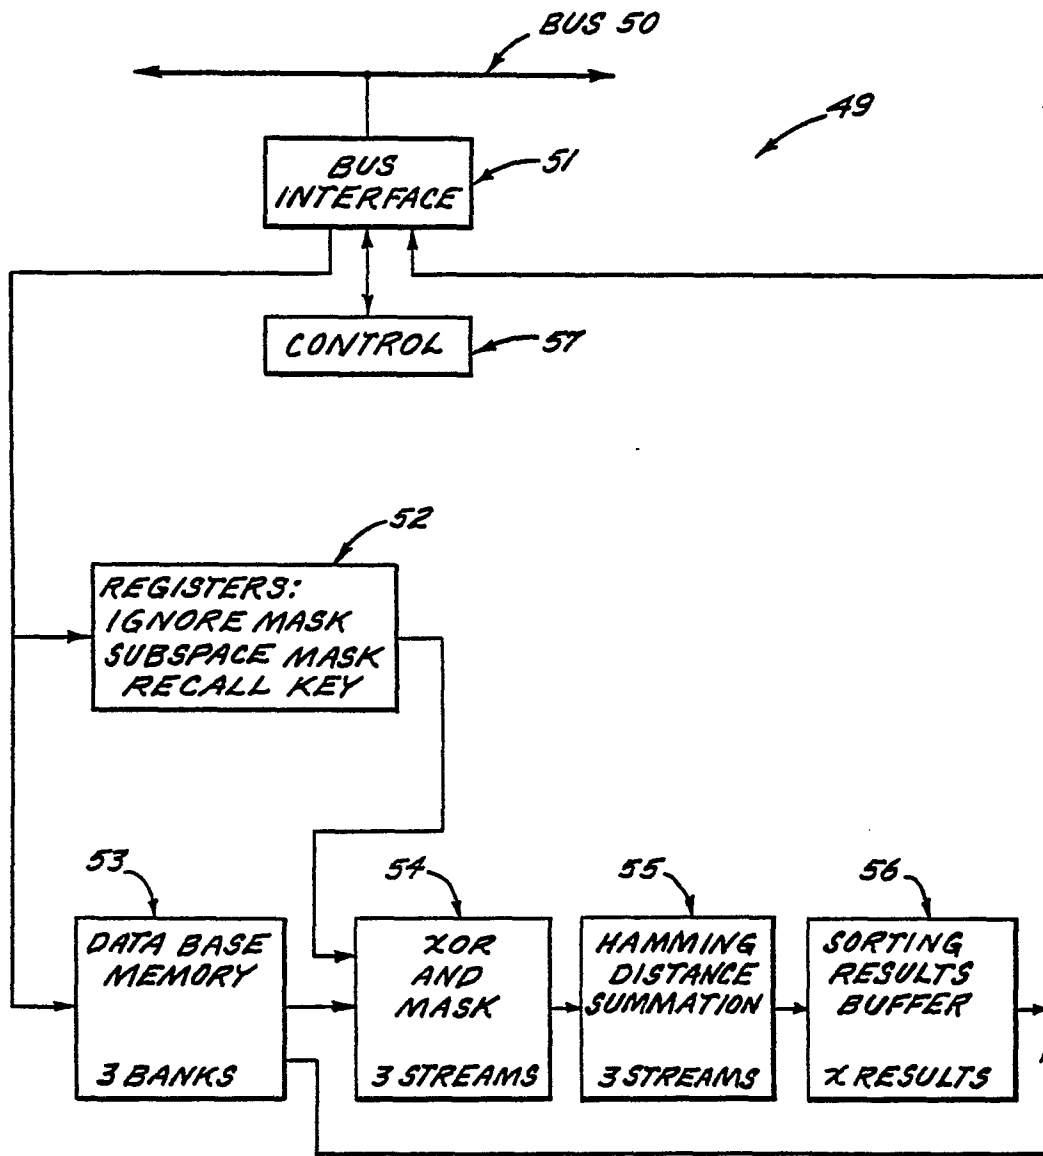 BUS 50
49
BUS
INTERFACE
51
CONTROL
57
52
REGISTERS:
IGNORE MASK
SUBSPACE MASK
RECALL KEY
53
54
55
56
DATA BASE
MEMORY
3 BANKS
XOR
AND
MASK
3 STREAMS
HAMMING
DISTANCE
SUMMATION
3 STREAMS
SORTING
RESULTS
BUFFER
X RESULTS